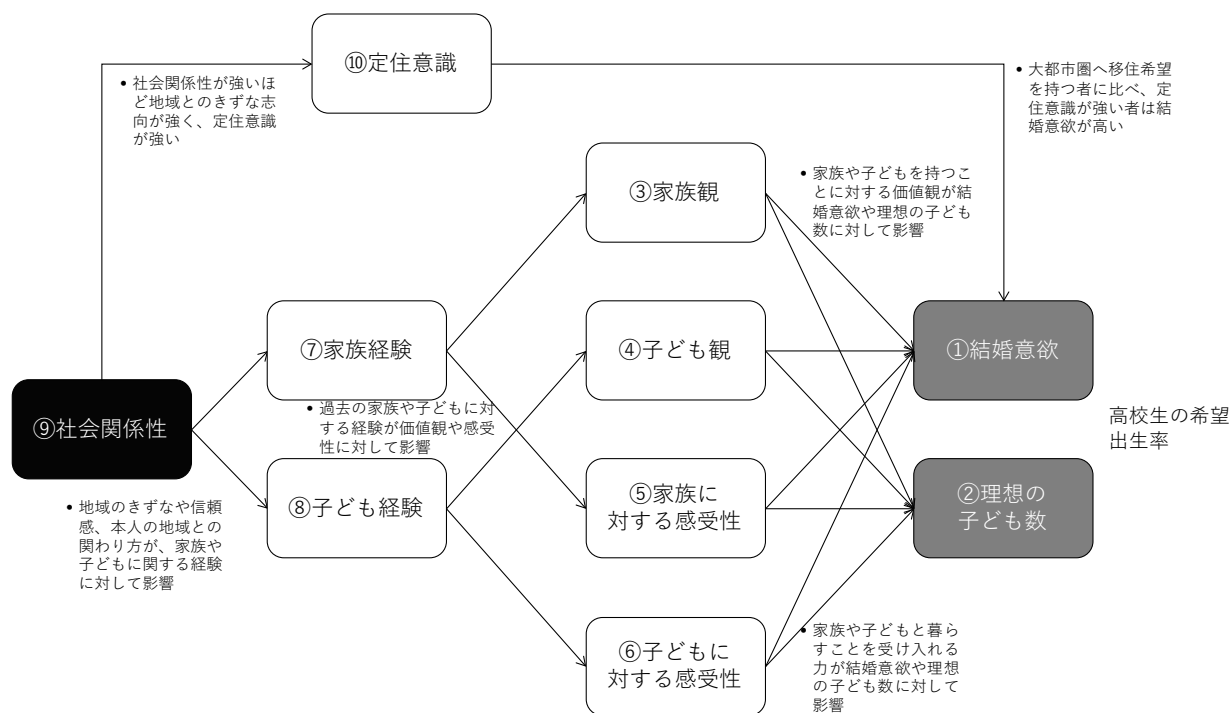 ⑩定住意識
• 社会関係性が強いほ
ど地域とのきずな志
向が強く、定住意識
が強い
• 大都市圏へ移住希望
を持つ者に比べ、定
住意識が強い者は結
婚意欲が高い
③家族観
• 家族や子どもを持つこ
とに対する価値観が結
婚意欲や理想の子ども
数に対して影響
⑦家族経験
④子ども観
①結婚意欲
• 過去の家族や子どもに対
する経験が価値観や感受
性に対して影響
⑨社会関係性
高校生の希望
出生率
⑧子ども経験
⑤家族に
対する感受性
②理想の
子ども数
• 地域のきずなや信頼
感、本人の地域との
関わり方が、家族や
子どもに関する経験
に対して影響
⑥子どもに
対する感受性
• 家族や子どもと暮ら
すことを受け入れる
力が結婚意欲や理想
の子ども数に対して
影響